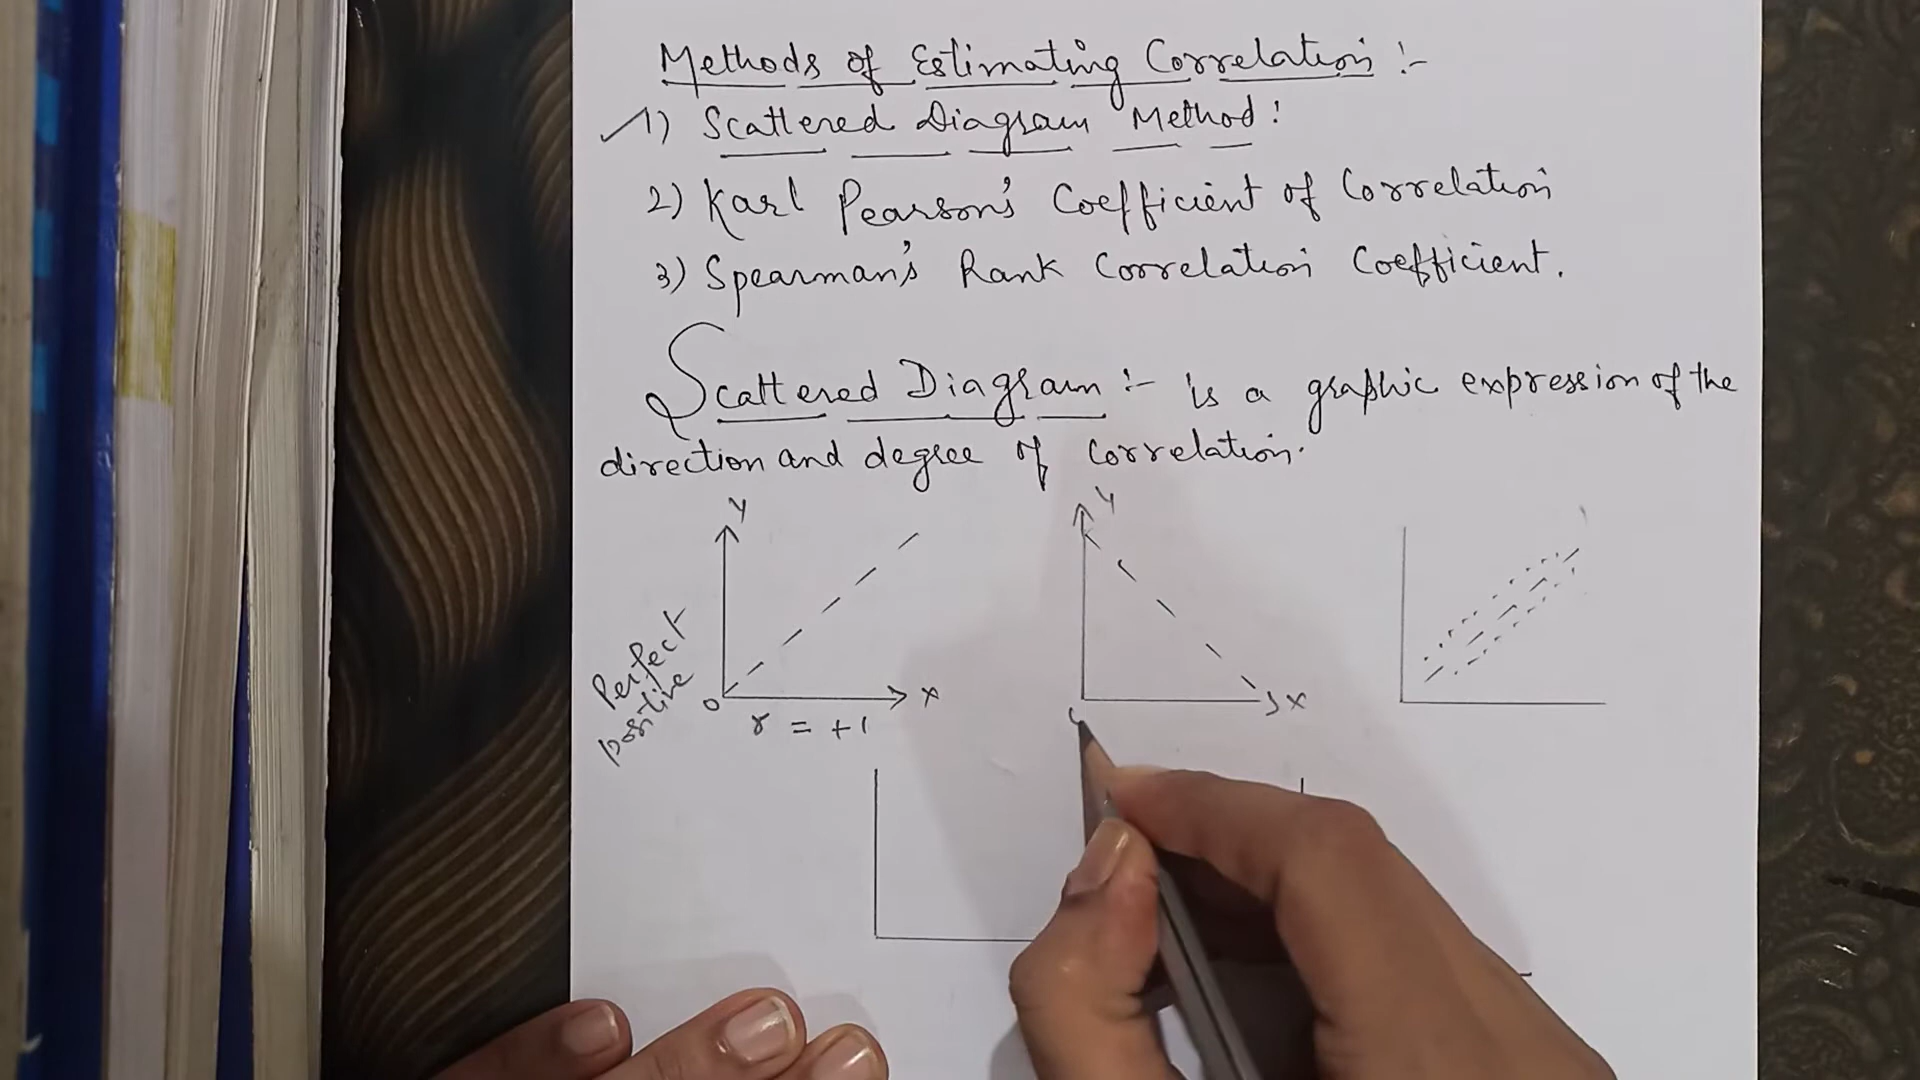 Methods of Estimating Correlation :-
1) Scattered Diagram Method :
2) Karl Pearson's Coefficient of Correlation
3) Spearman's Rank Correlation Coefficient.
Scattered Diagram :- is a graphic expression of the
direction and degree of correlation.
Y
Y
Perfect
positive
O
X
X
r = +1